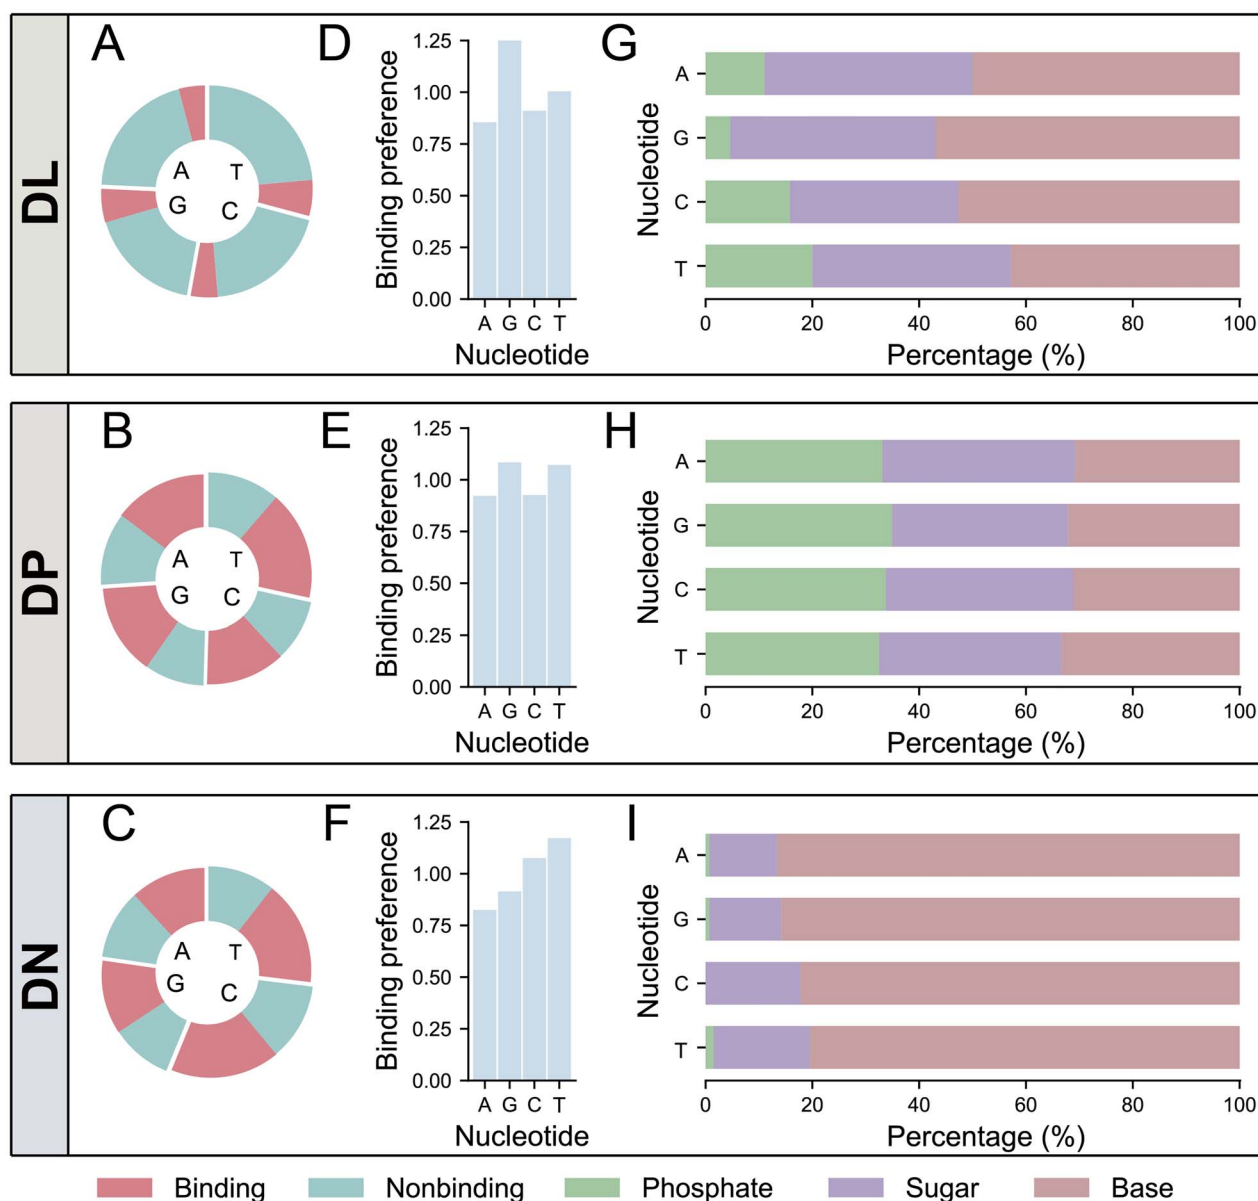 DL
A
A T
G C
D
Binding preference
1.25
1.00
0.75
0.50
0.25
0.00
A G C T
Nucleotide
G
Nucleotide
A
G
C
T
0 20 40 60 80 100
Percentage (%)
DP
B
A T
G C
E
Binding preference
1.25
1.00
0.75
0.50
0.25
0.00
A G C T
Nucleotide
H
Nucleotide
A
G
C
T
0 20 40 60 80 100
Percentage (%)
DN
C
A T
G C
F
Binding preference
1.25
1.00
0.75
0.50
0.25
0.00
A G C T
Nucleotide
I
Nucleotide
A
G
C
T
0 20 40 60 80 100
Percentage (%)
Binding Nonbinding Phosphate Sugar Base